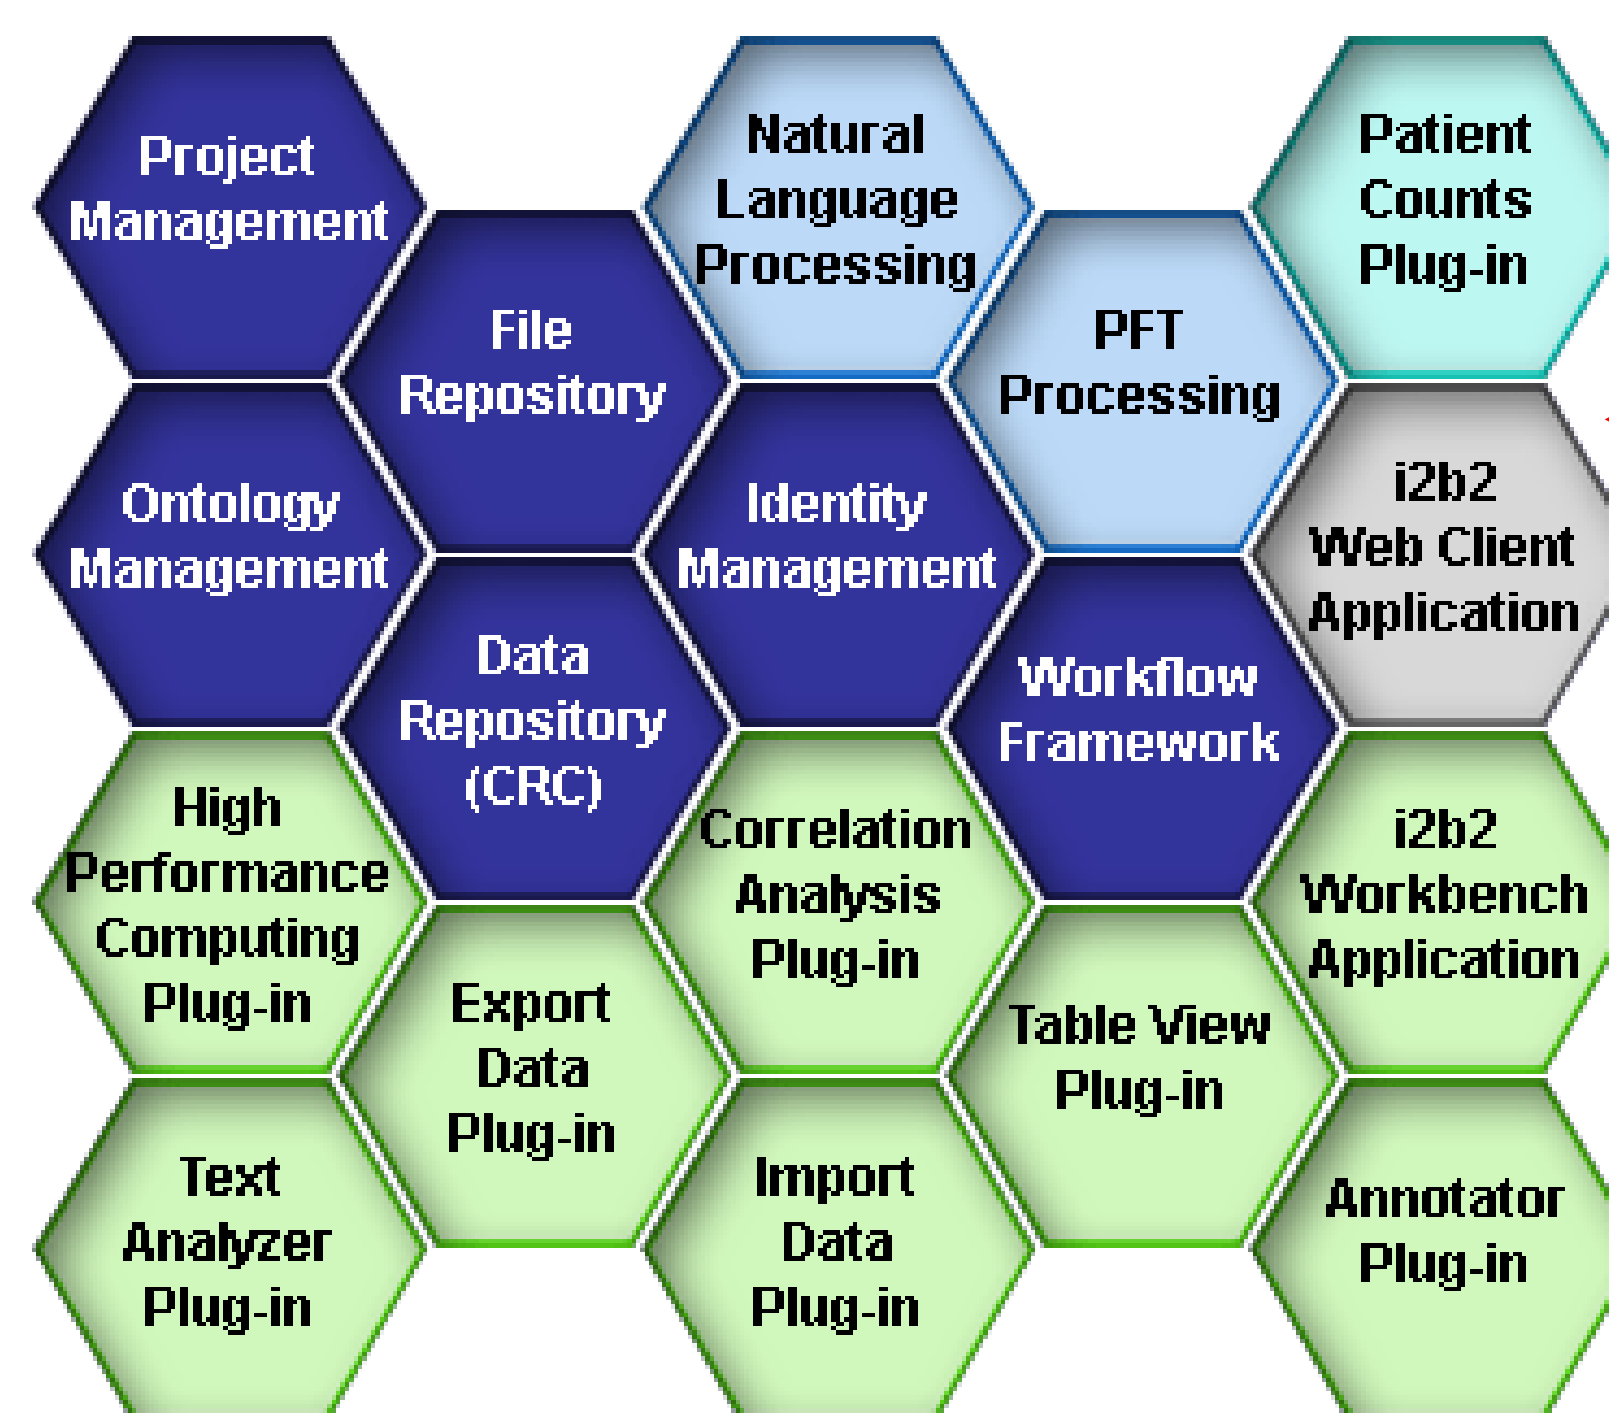 Project
Management
Natural
Language
Processing
Patient
Counts
Plug-in
File
Repository
PFT
Processing
Ontology
Management
Identity
Management
i2b2
Web Client
Application
Data
Repository
(CRC)
Workflow
Framework
High
Performance
Computing
Plug-in
Correlation
Analysis
Plug-in
i2b2
Workbench
Application
Export
Data
Plug-in
Table View
Plug-in
Text
Analyzer
Plug-in
Import
Data
Plug-in
Annotator
Plug-in